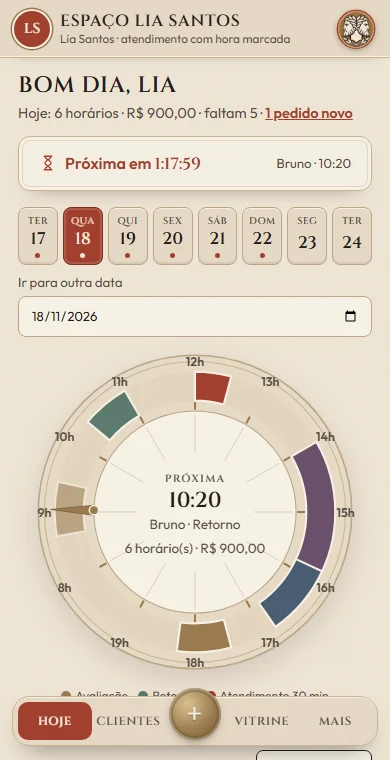 LS
ESPAÇO LIA SANTOS
Lia Santos · atendimento com hora marcada
BOM DIA, LIA
Hoje: 6 horários · R$ 900,00 · faltam 5 · 1 pedido novo
Próxima em 1:17:59
Bruno · 10:20
TER QUA QUI SEX SÁB DOM SEG TER
17 18 19 20 21 22 23 24
Ir para outra data
18/11/2026
12h
11h 13h
10h 14h
PRÓXIMA
10:20
9h 15h
Bruno · Retorno
6 horário(s) · R$ 900,00
8h 16h
19h 17h
18h
Avaliação
Atendimento 30 min
HOJE CLIENTES + VITRINE MAIS